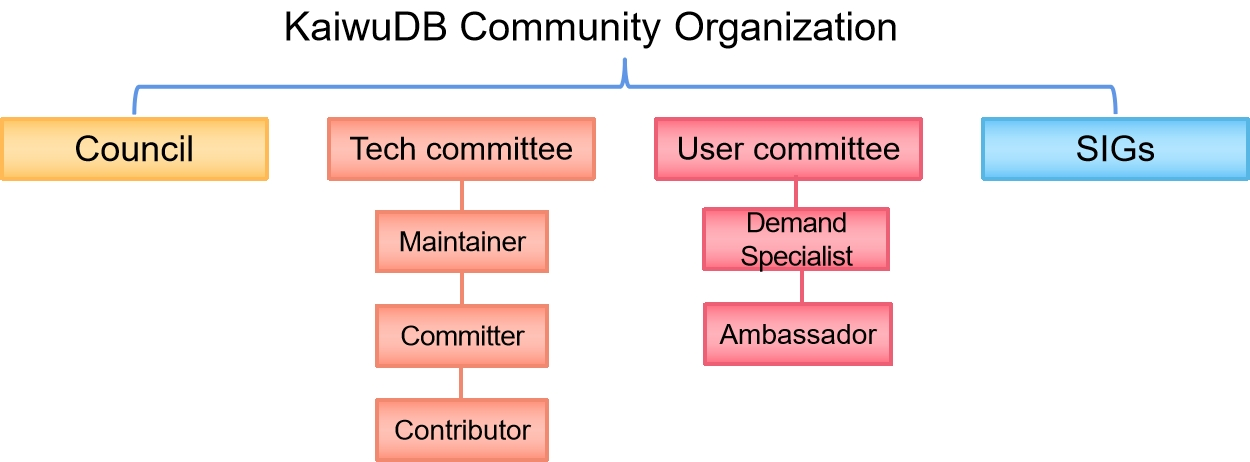 KaiwuDB Community Organization
Council
Tech committee
User committee
SIGs
Maintainer
Demand
Specialist
Committer
Ambassador
Contributor